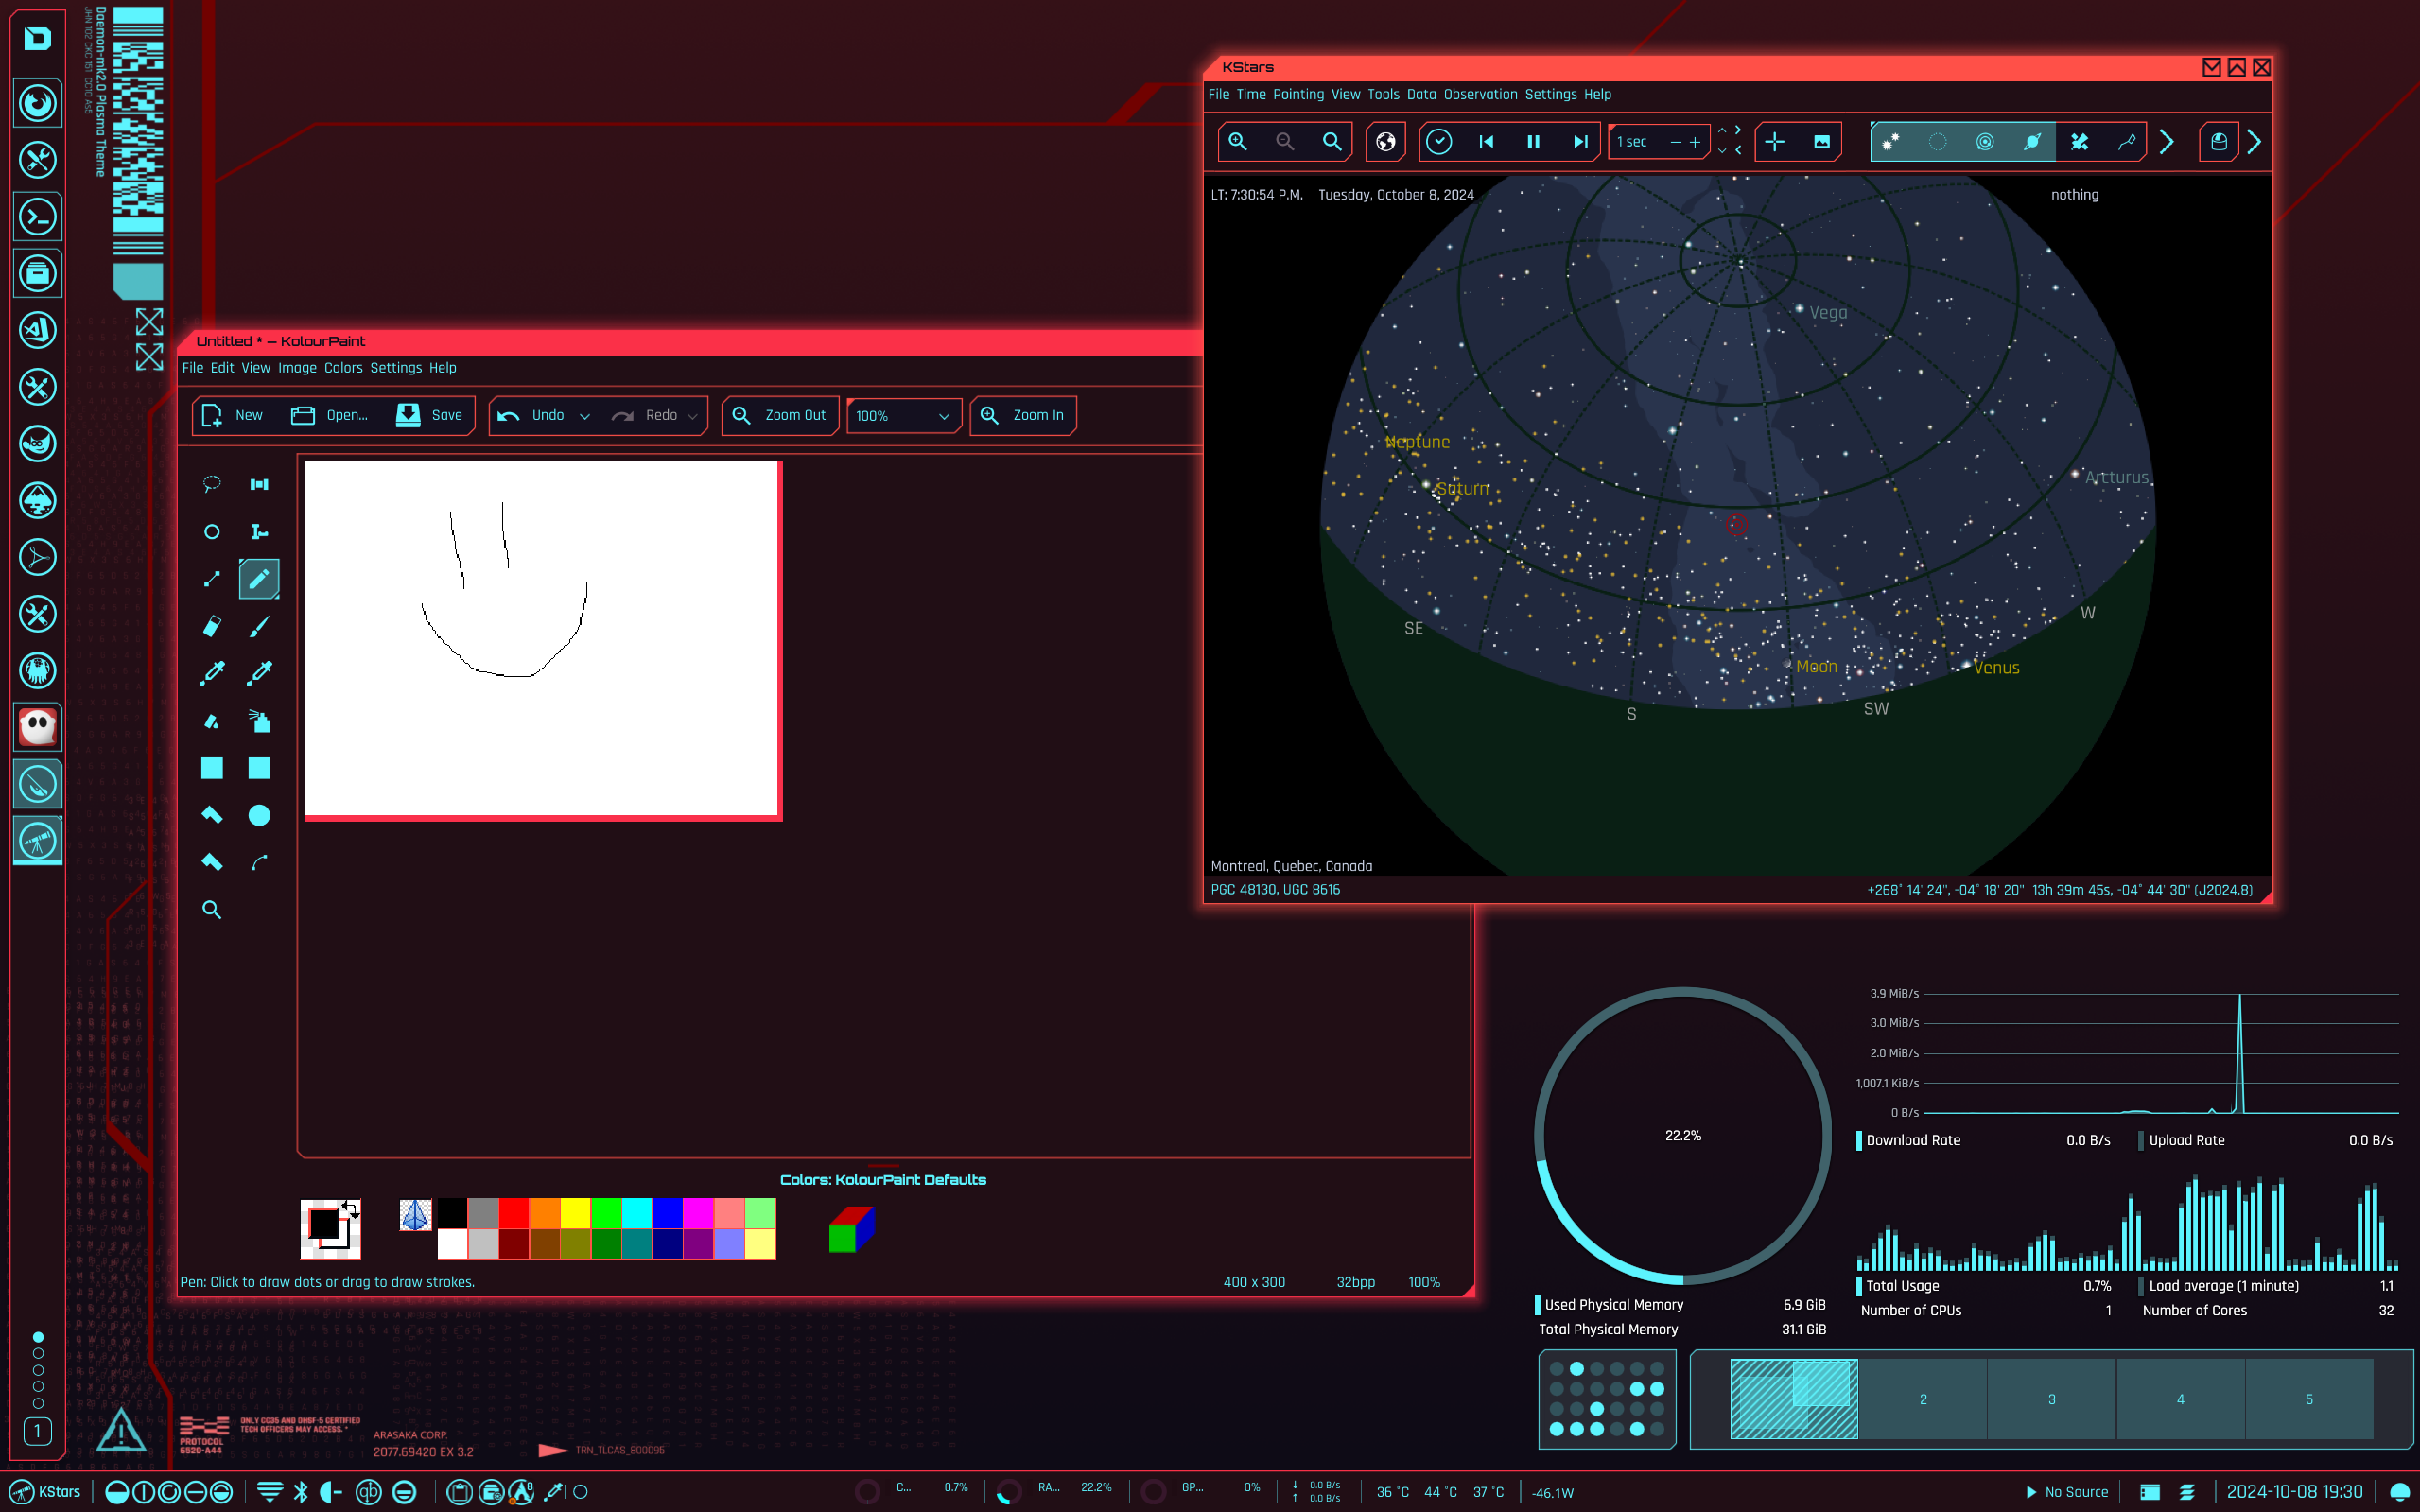 Daemon-mk2.0 Plasma Theme
KStars
File Time Pointing View Tools Data Observation Settings Help
1 sec
LT: 7:30:54 P.M. Tuesday, October 8, 2024
nothing
Vega
Neptune
Saturn
Arcturus
SE
W
Moon
Venus
S
SW
Montreal, Quebec, Canada
PGC 48130, UGC 8616
+268° 14' 24", -04° 18' 20" 13h 39m 45s, -04° 44' 30" (J2024.8)
Untitled * — KolourPaint
File Edit View Image Colors Settings Help
New Open... Save Undo Redo Zoom Out 100% Zoom In
Colors: KolourPaint Defaults
Pen: Click to draw dots or drag to draw strokes.
400 x 300 32bpp 100%
22.2%
Used Physical Memory 6.9 GiB
Total Physical Memory 31.1 GiB
3.9 MiB/s
3.0 MiB/s
2.0 MiB/s
1,007.1 KiB/s
0 B/s
Download Rate 0.0 B/s Upload Rate 0.0 B/s
Total Usage 0.7% Load average (1 minute) 1.1
Number of CPUs 1 Number of Cores 32
2 3 4 5
1
PROTOCOL
6520-A44
ONLY CC35 AND DHSF-5 CERTIFIED
TECH OFFICERS MAY ACCESS.
ARASAKA CORP.
2077.69420 EX 3.2
TRN_TLCAS_800095
KStars
qb
C... 0.7% RA... 22.2% GP... 0%
↓ 0.0 B/s
↑ 0.0 B/s
36 °C 44 °C 37 °C -46.1W
No Source
2024-10-08 19:30